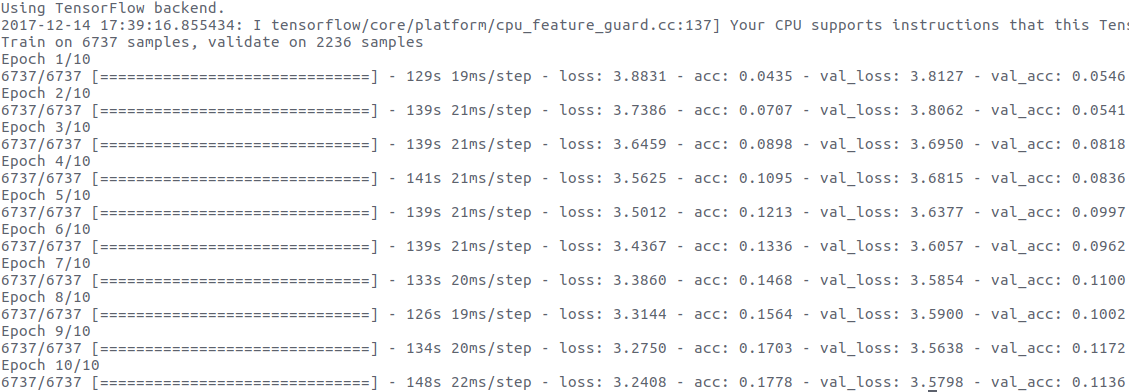 Using TensorFlow backend.
2017-12-14 17:39:16.855434: I tensorflow/core/platform/cpu_feature_guard.cc:137] Your CPU supports instructions that this Tens
Train on 6737 samples, validate on 2236 samples
Epoch 1/10
6737/6737 [==============================] - 129s 19ms/step - loss: 3.8831 - acc: 0.0435 - val_loss: 3.8127 - val_acc: 0.0546
Epoch 2/10
6737/6737 [==============================] - 139s 21ms/step - loss: 3.7386 - acc: 0.0707 - val_loss: 3.8062 - val_acc: 0.0541
Epoch 3/10
6737/6737 [==============================] - 139s 21ms/step - loss: 3.6459 - acc: 0.0898 - val_loss: 3.6950 - val_acc: 0.0818
Epoch 4/10
6737/6737 [==============================] - 141s 21ms/step - loss: 3.5625 - acc: 0.1095 - val_loss: 3.6815 - val_acc: 0.0836
Epoch 5/10
6737/6737 [==============================] - 139s 21ms/step - loss: 3.5012 - acc: 0.1213 - val_loss: 3.6377 - val_acc: 0.0997
Epoch 6/10
6737/6737 [==============================] - 139s 21ms/step - loss: 3.4367 - acc: 0.1336 - val_loss: 3.6057 - val_acc: 0.0962
Epoch 7/10
6737/6737 [==============================] - 133s 20ms/step - loss: 3.3860 - acc: 0.1468 - val_loss: 3.5854 - val_acc: 0.1100
Epoch 8/10
6737/6737 [==============================] - 126s 19ms/step - loss: 3.3144 - acc: 0.1564 - val_loss: 3.5900 - val_acc: 0.1002
Epoch 9/10
6737/6737 [==============================] - 134s 20ms/step - loss: 3.2750 - acc: 0.1703 - val_loss: 3.5638 - val_acc: 0.1172
Epoch 10/10
6737/6737 [==============================] - 148s 22ms/step - loss: 3.2408 - acc: 0.1778 - val_loss: 3.5798 - val_acc: 0.1136